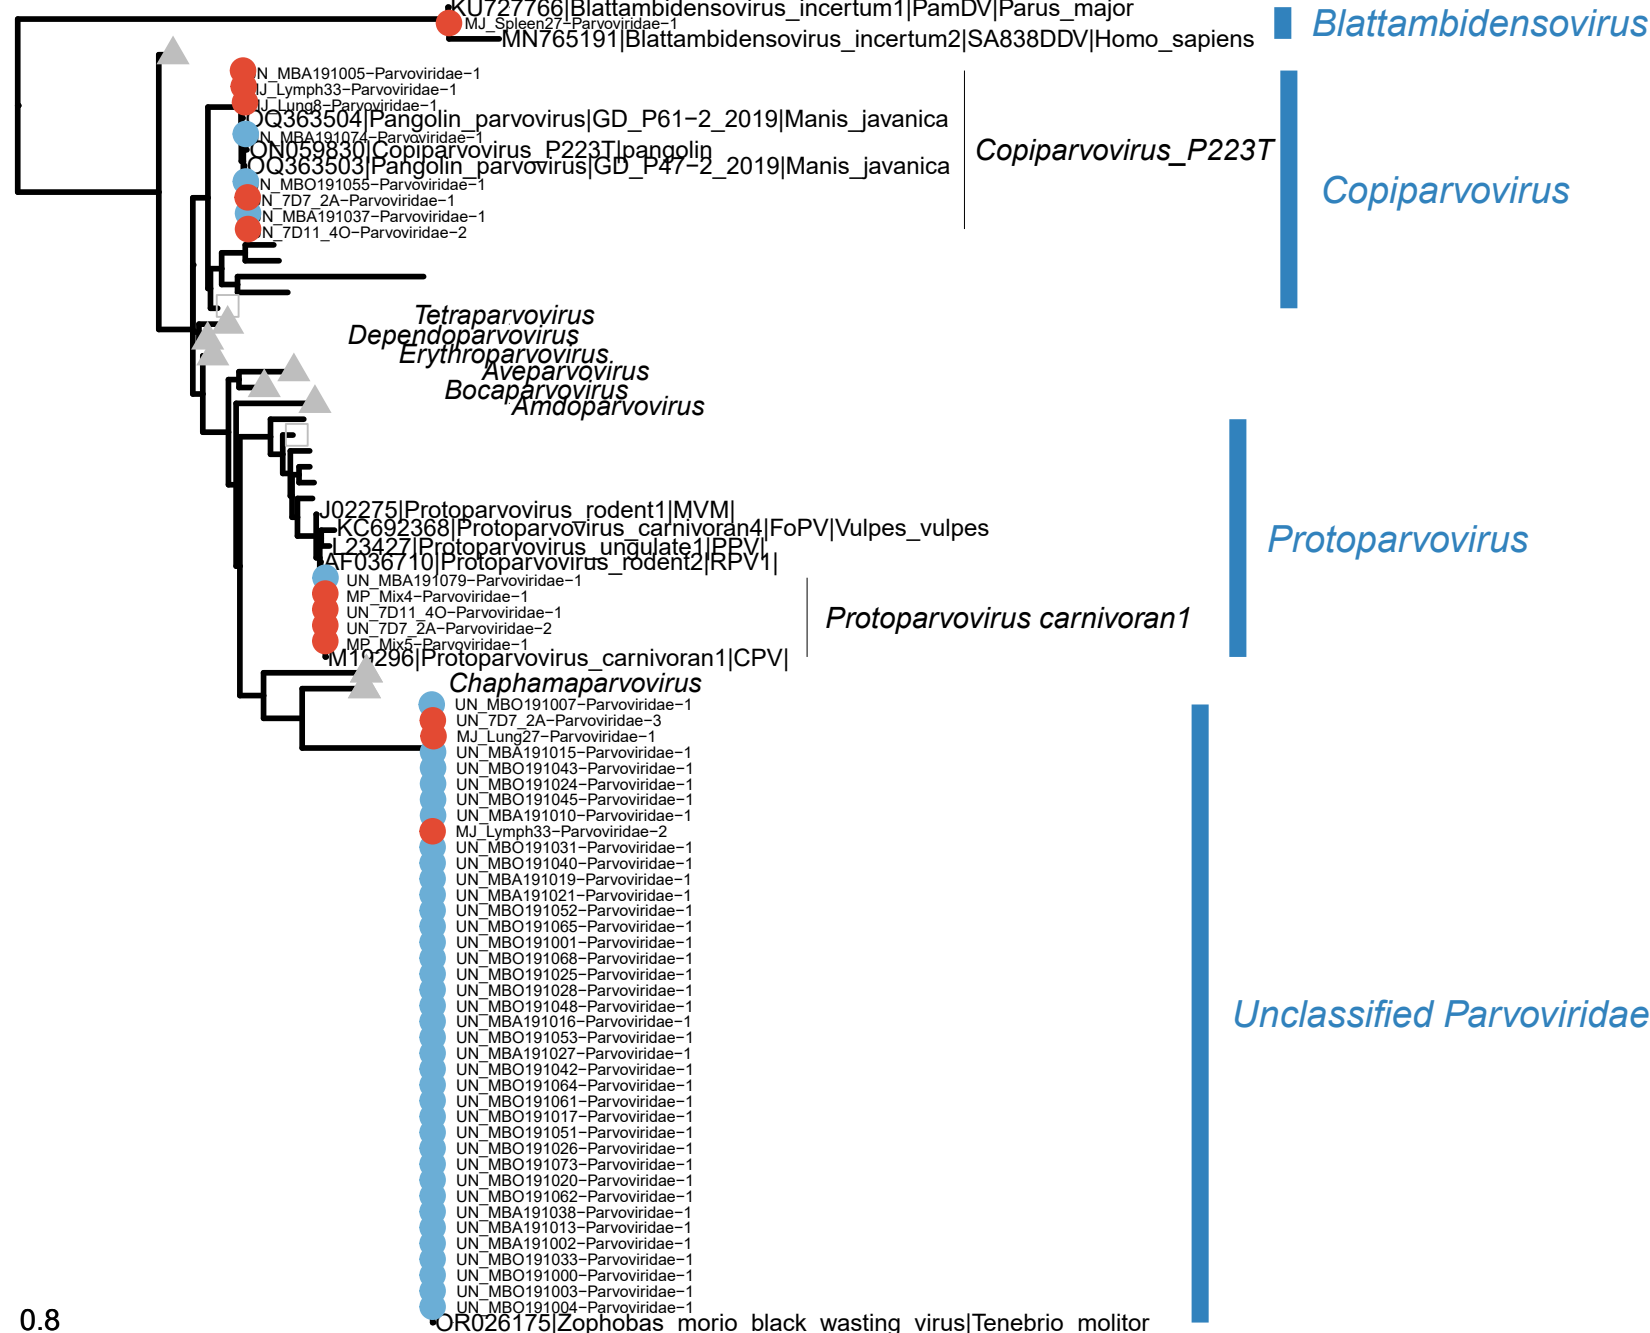 KU727766|Blattambidensovirus_incertum1|PamDV|Parus_major
MJ_Spleen27−Parvoviridae−1
MN765191|Blattambidensovirus_incertum2|SA838DDV|Homo_sapiens
Blattambidensovirus
N_MBA191005−Parvoviridae−1
IJ_Lymph33−Parvoviridae−1
IJ_Lung8−Parvoviridae−1
OQ363504|Pangolin_parvovirus|GD_P61−2_2019|Manis_javanica
N_MBA191074−Parvoviridae−1
ON059830|Copiparvovirus_P223T|pangolin
OQ363503|Pangolin_parvovirus|GD_P47−2_2019|Manis_javanica
N_MBO191055−Parvoviridae−1
N_7D7_2A−Parvoviridae−1
N_MBA191037−Parvoviridae−1
N_7D11_4O−Parvoviridae−2
Copiparvovirus_P223T
Copiparvovirus
Tetraparvovirus
Dependoparvovirus
Erythroparvovirus
Aveparvovirus
Bocaparvovirus
Amdoparvovirus
J02275|Protoparvovirus_rodent1|MVM|
KC692368|Protoparvovirus_carnivoran4|FoPV|Vulpes_vulpes
L23427|Protoparvovirus_ungulate1|PPV|
AF036710|Protoparvovirus_rodent2|RPV1|
UN_MBA191079−Parvoviridae−1
MP_Mix4−Parvoviridae−1
UN_7D11_4O−Parvoviridae−1
UN_7D7_2A−Parvoviridae−2
MP_Mix5−Parvoviridae−1
M19296|Protoparvovirus_carnivoran1|CPV|
Protoparvovirus carnivoran1
Protoparvovirus
Chaphamaparvovirus
UN_MBO191007−Parvoviridae−1
UN_7D7_2A−Parvoviridae−3
MJ_Lung27−Parvoviridae−1
UN_MBA191015−Parvoviridae−1
UN_MBO191043−Parvoviridae−1
UN_MBO191024−Parvoviridae−1
UN_MBO191045−Parvoviridae−1
UN_MBA191010−Parvoviridae−1
MJ_Lymph33−Parvoviridae−2
UN_MBO191031−Parvoviridae−1
UN_MBO191040−Parvoviridae−1
UN_MBA191019−Parvoviridae−1
UN_MBA191021−Parvoviridae−1
UN_MBO191052−Parvoviridae−1
UN_MBO191065−Parvoviridae−1
UN_MBO191001−Parvoviridae−1
UN_MBO191068−Parvoviridae−1
UN_MBO191025−Parvoviridae−1
UN_MBO191028−Parvoviridae−1
UN_MBO191048−Parvoviridae−1
UN_MBA191016−Parvoviridae−1
UN_MBO191053−Parvoviridae−1
UN_MBA191027−Parvoviridae−1
UN_MBO191042−Parvoviridae−1
UN_MBO191064−Parvoviridae−1
UN_MBO191061−Parvoviridae−1
UN_MBO191017−Parvoviridae−1
UN_MBO191051−Parvoviridae−1
UN_MBO191026−Parvoviridae−1
UN_MBO191073−Parvoviridae−1
UN_MBO191020−Parvoviridae−1
UN_MBO191062−Parvoviridae−1
UN_MBA191038−Parvoviridae−1
UN_MBA191013−Parvoviridae−1
UN_MBA191002−Parvoviridae−1
UN_MBO191033−Parvoviridae−1
UN_MBO191000−Parvoviridae−1
UN_MBO191003−Parvoviridae−1
UN_MBO191004−Parvoviridae−1
OR026175|Zophobas_morio_black_wasting_virus|Tenebrio_molitor
Unclassified Parvoviridae
0.8